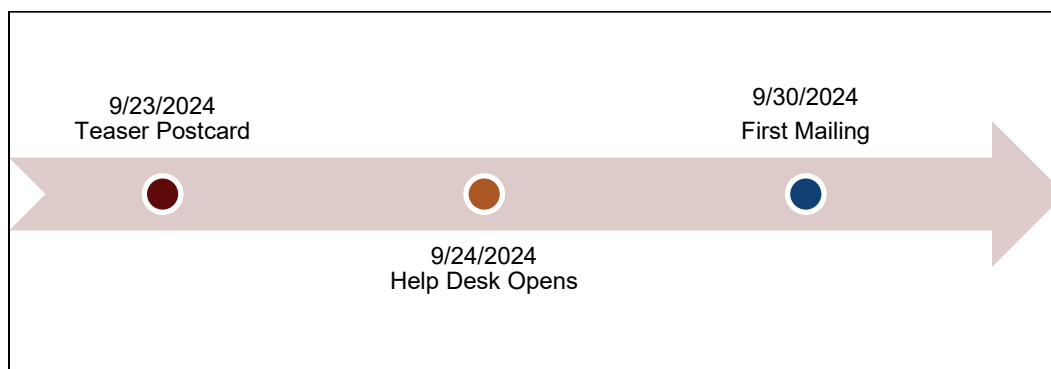 9/23/2024
Teaser Postcard
9/24/2024
Help Desk Opens
9/30/2024
First Mailing